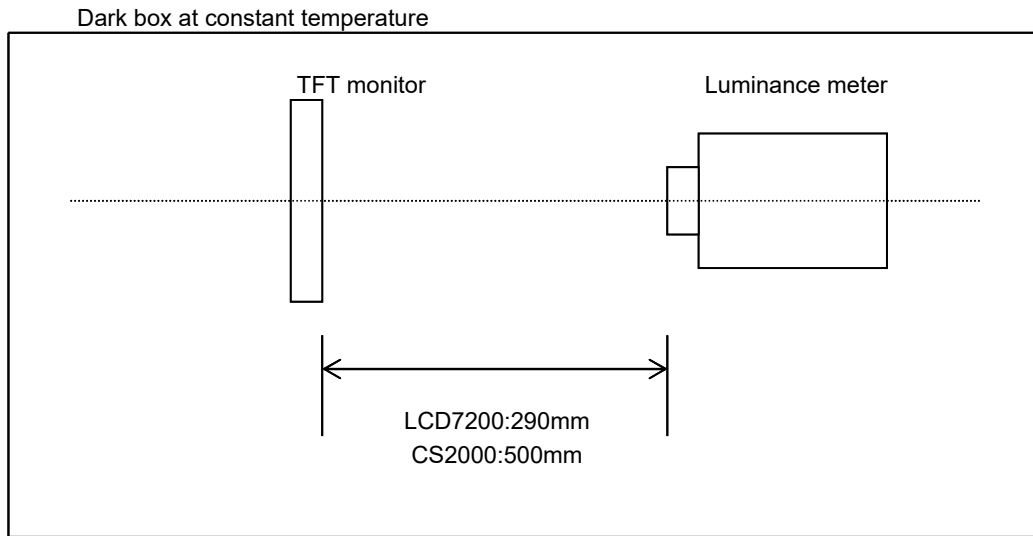 Dark box at constant temperature
TFT monitor
Luminance meter
LCD7200:290mm
CS2000:500mm